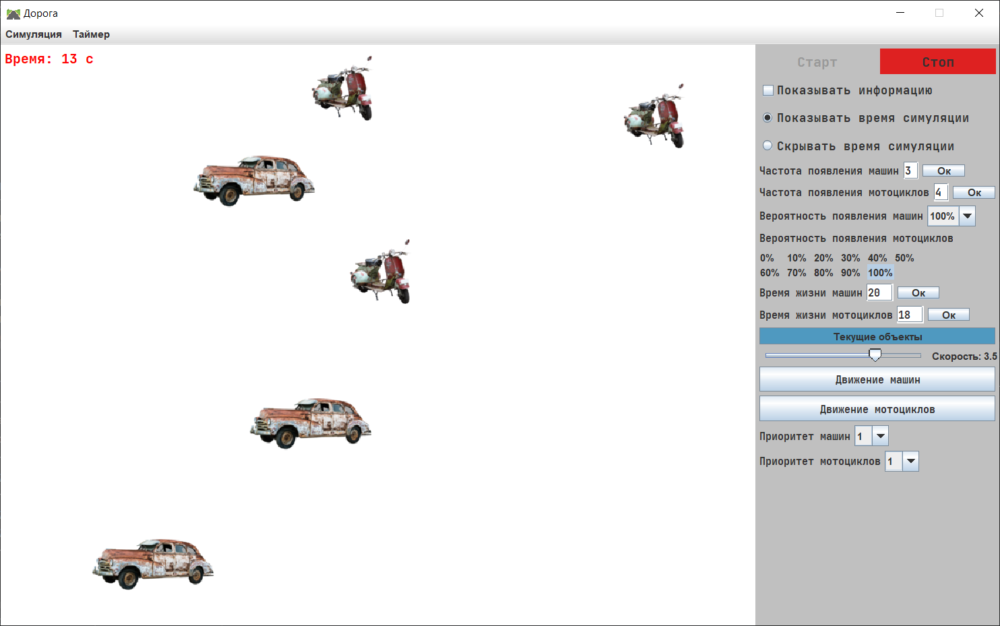 Дорога
Симуляция Таймер
Время: 13 с
Старт Стоп
Показывать информацию
Показывать время симуляции
Скрывать время симуляции
Частота появления машин 3 Ок
Частота появления мотоциклов 4 Ок
Вероятность появления машин 100%
Вероятность появления мотоциклов
0% 10% 20% 30% 40% 50%
60% 70% 80% 90% 100%
Время жизни машин 20 Ок
Время жизни мотоциклов 18 Ок
Текущие объекты
Скорость: 3.5
Движение машин
Движение мотоциклов
Приоритет машин 1
Приоритет мотоциклов 1